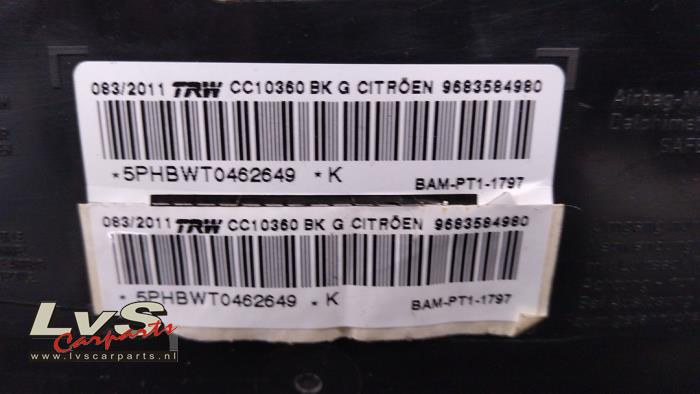 083/2011 TRW CC10360 BK G CITRÖEN 9683584980
*5PHBWT0462649 *K
BAM-PT1-1797
083/2011 TRW CC10360 BK G CITRÖEN 9683584980
*5PHBWT0462649 *K
BAM-PT1-1797
Airbag-M
LvS
Carparts
www.lvscarparts.nl